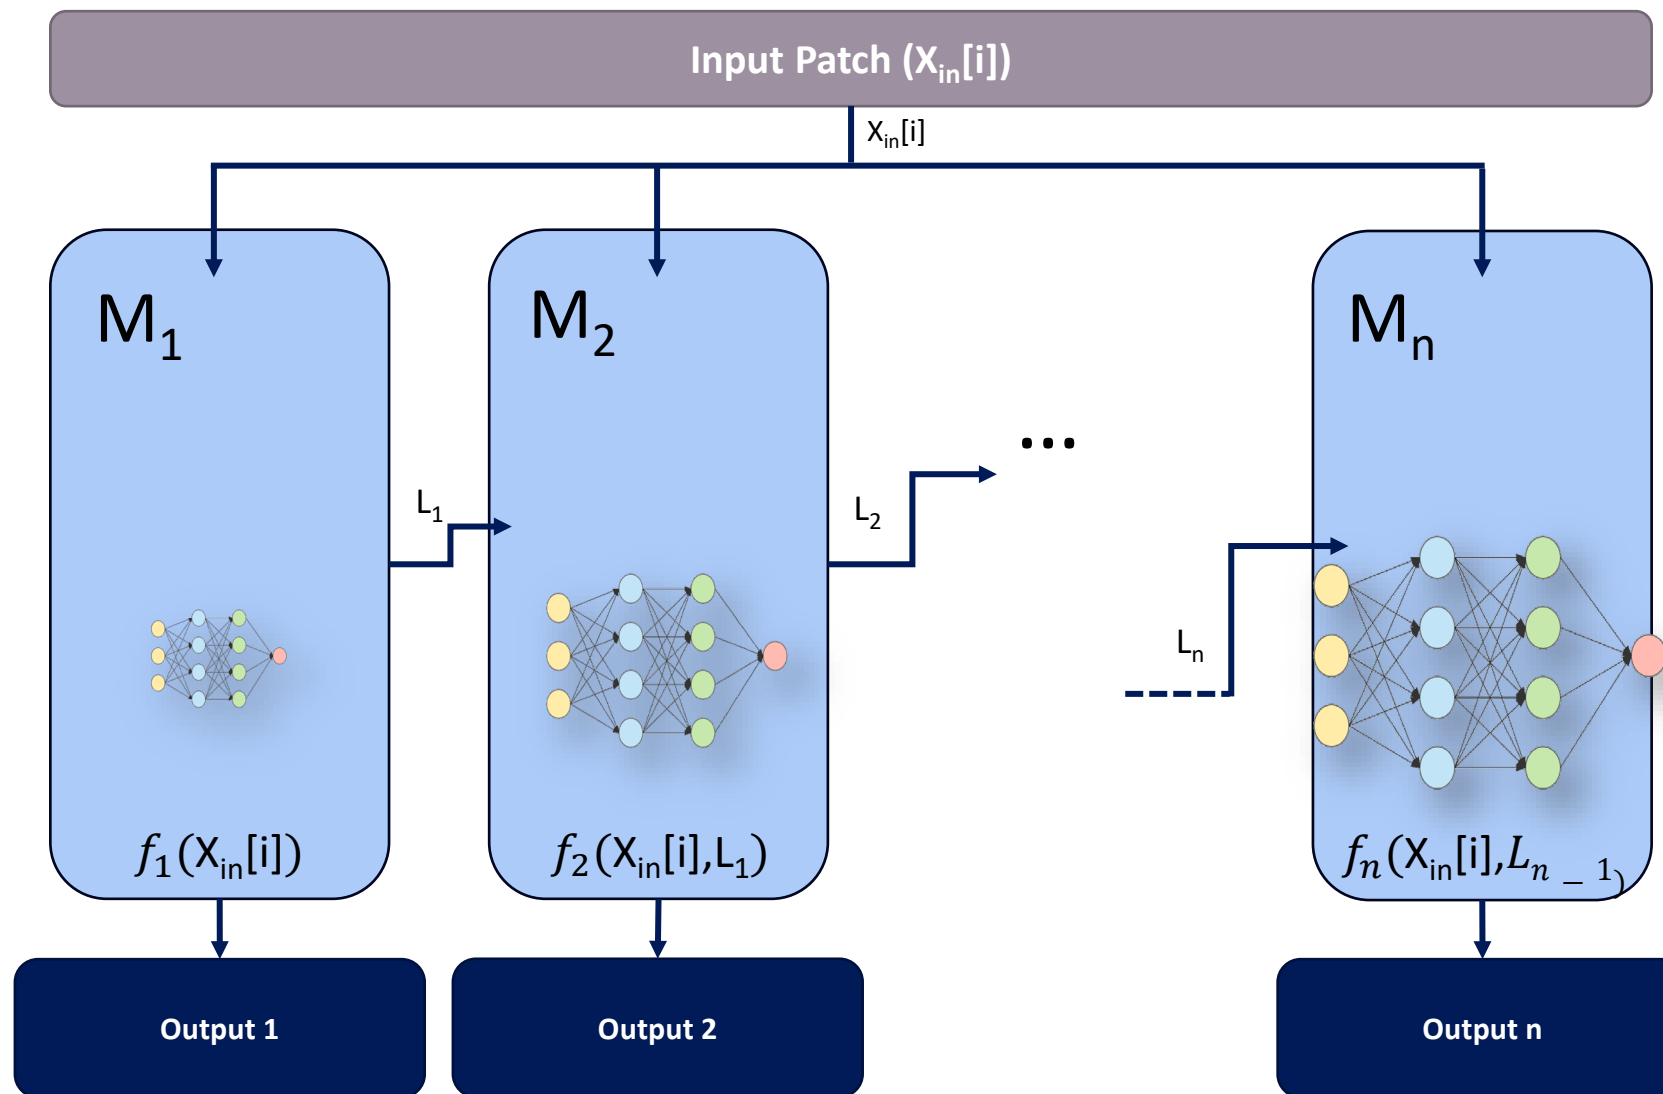 Input Patch (Xin[i])
Xin[i]
M1
M2
Mn
...
L1
L2
Ln
f1(Xin[i])
f2(Xin[i],L1)
fn(Xin[i],Ln − 1)
Output 1
Output 2
Output n